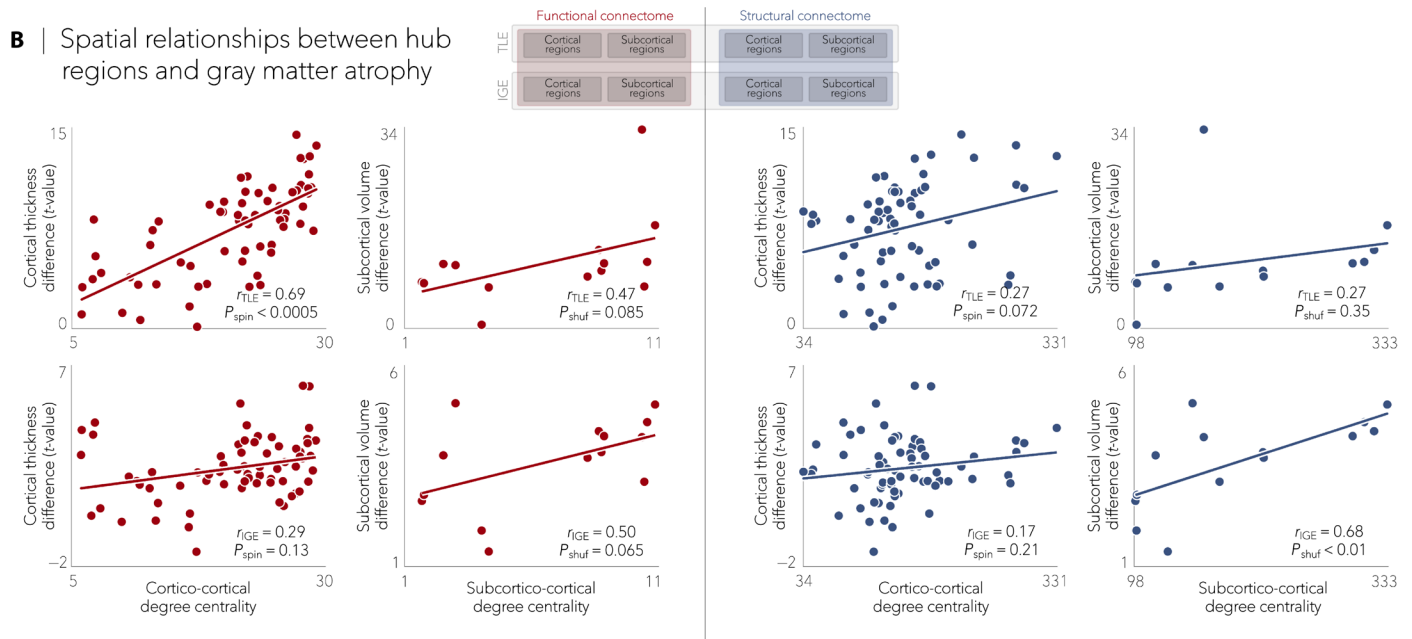 Functional connectome
Structural connectome
B | Spatial relationships between hub
regions and gray matter atrophy
TLE
Cortical
regions
Subcortical
regions
Cortical
regions
Subcortical
regions
IGE
Cortical
regions
Subcortical
regions
Cortical
regions
Subcortical
regions
Cortical thickness
difference (t-value)
15
0
5
30
rTLE = 0.69
Pspin < 0.0005
Subcortical volume
difference (t-value)
34
0
1
11
rTLE = 0.47
Pshuf = 0.085
Cortical thickness
difference (t-value)
15
0
34
331
rTLE = 0.27
Pspin = 0.072
Subcortical volume
difference (t-value)
34
0
98
333
rTLE = 0.27
Pshuf = 0.35
Cortical thickness
difference (t-value)
7
−2
5
30
rIGE = 0.29
Pspin = 0.13
Cortico-cortical
degree centrality
Subcortical volume
difference (t-value)
6
1
1
11
rIGE = 0.50
Pshuf = 0.065
Subcortico-cortical
degree centrality
Cortical thickness
difference (t-value)
7
−2
34
331
rIGE = 0.17
Pspin = 0.21
Cortico-cortical
degree centrality
Subcortical volume
difference (t-value)
6
1
98
333
rIGE = 0.68
Pshuf < 0.01
Subcortico-cortical
degree centrality